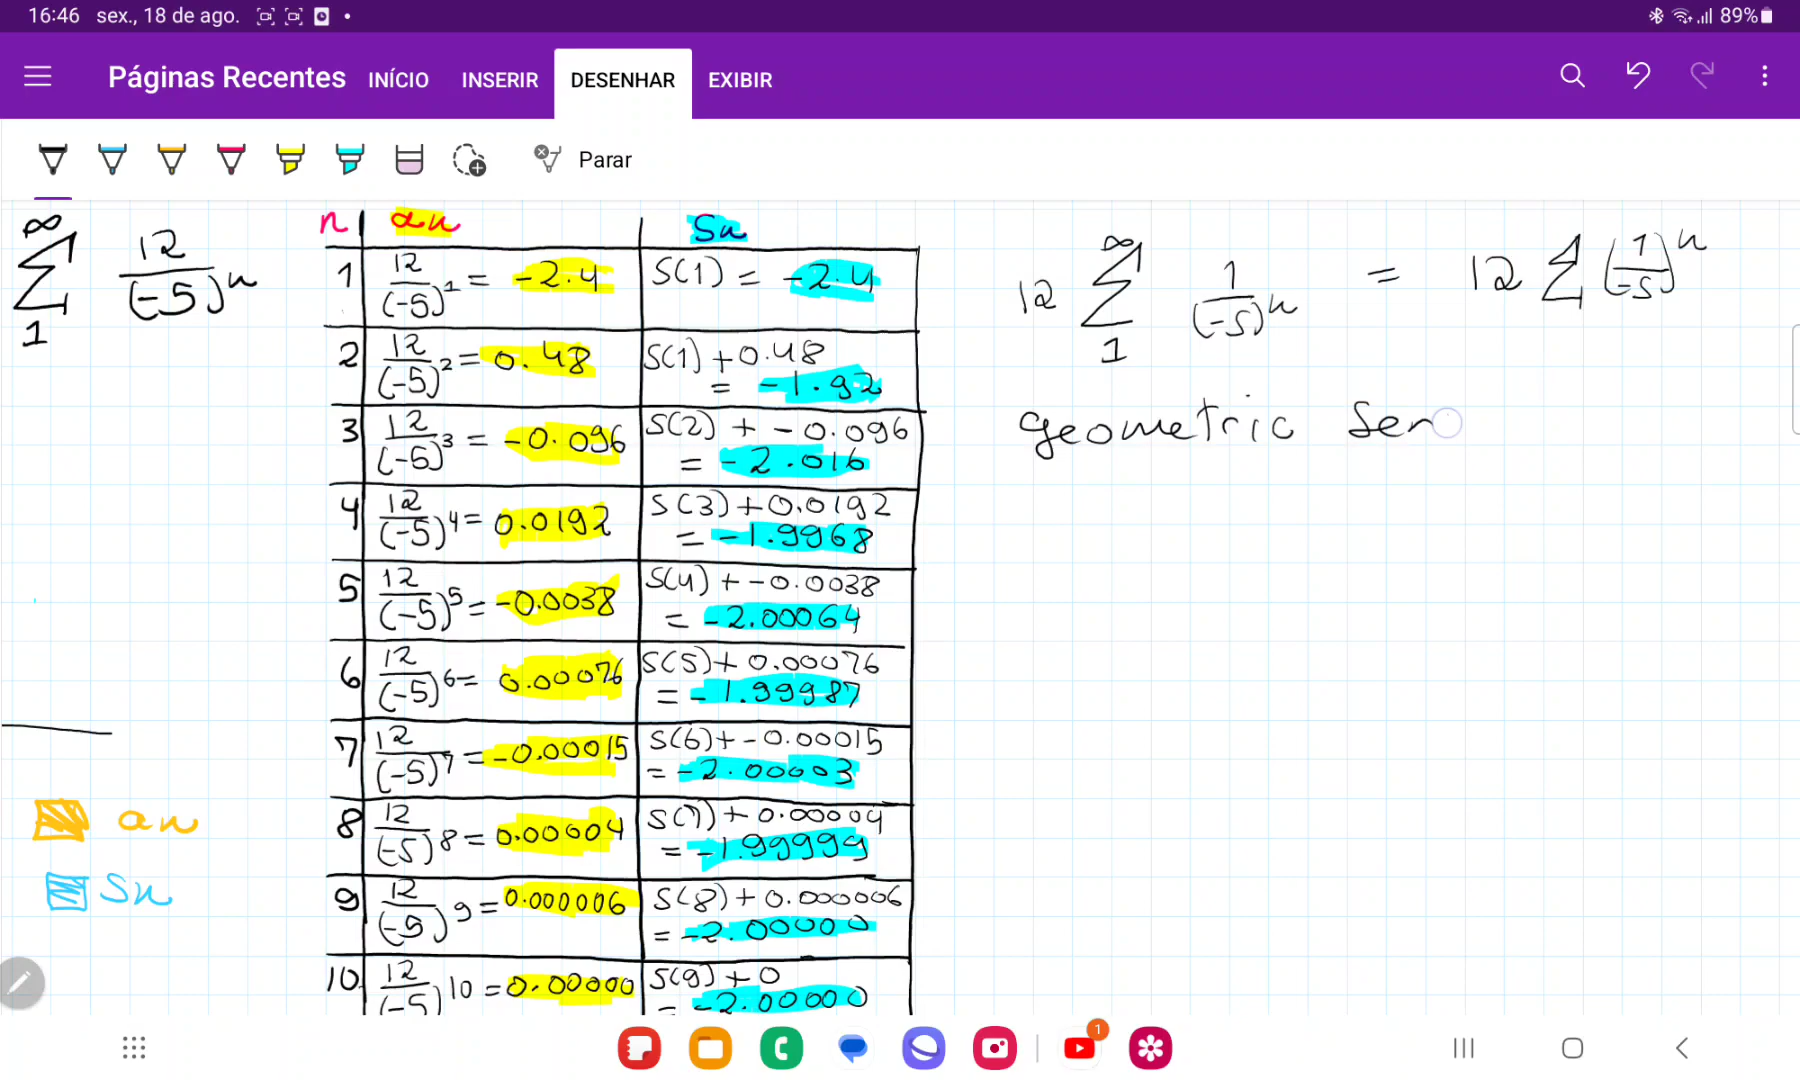 16:46 sex., 18 de ago. 89%
Páginas Recentes INÍCIO INSERIR DESENHAR EXIBIR
Parar
∞
Σ 12/(-5)^n
1
n an Sn
1 12/(-5)^1 = -2.4 S(1) = -2.4
2 12/(-5)^2 = 0.48 S(1) + 0.48
= -1.92
3 12/(-5)^3 = -0.096 S(2) + -0.096
= -2.016
4 12/(-5)^4 = 0.0192 S(3) + 0.0192
= -1.9968
5 12/(-5)^5 = -0.0038 S(4) + -0.0038
= -2.00064
6 12/(-5)^6 = 0.00076 S(5) + 0.00076
= -1.99987
7 12/(-5)^7 = -0.00015 S(6) + -0.00015
= -2.00003
8 12/(-5)^8 = 0.00004 S(7) + 0.00004
= -1.99999
9 12/(-5)^9 = 0.000006 S(8) + 0.000006
= -2.00000
10 12/(-5)^10 = 0.00000 S(9) + 0
= -2.00000
an
Sn
∞
12 Σ 1/(-5)^n = 12 Σ (1/-5)^n
1
geometric Ser
1